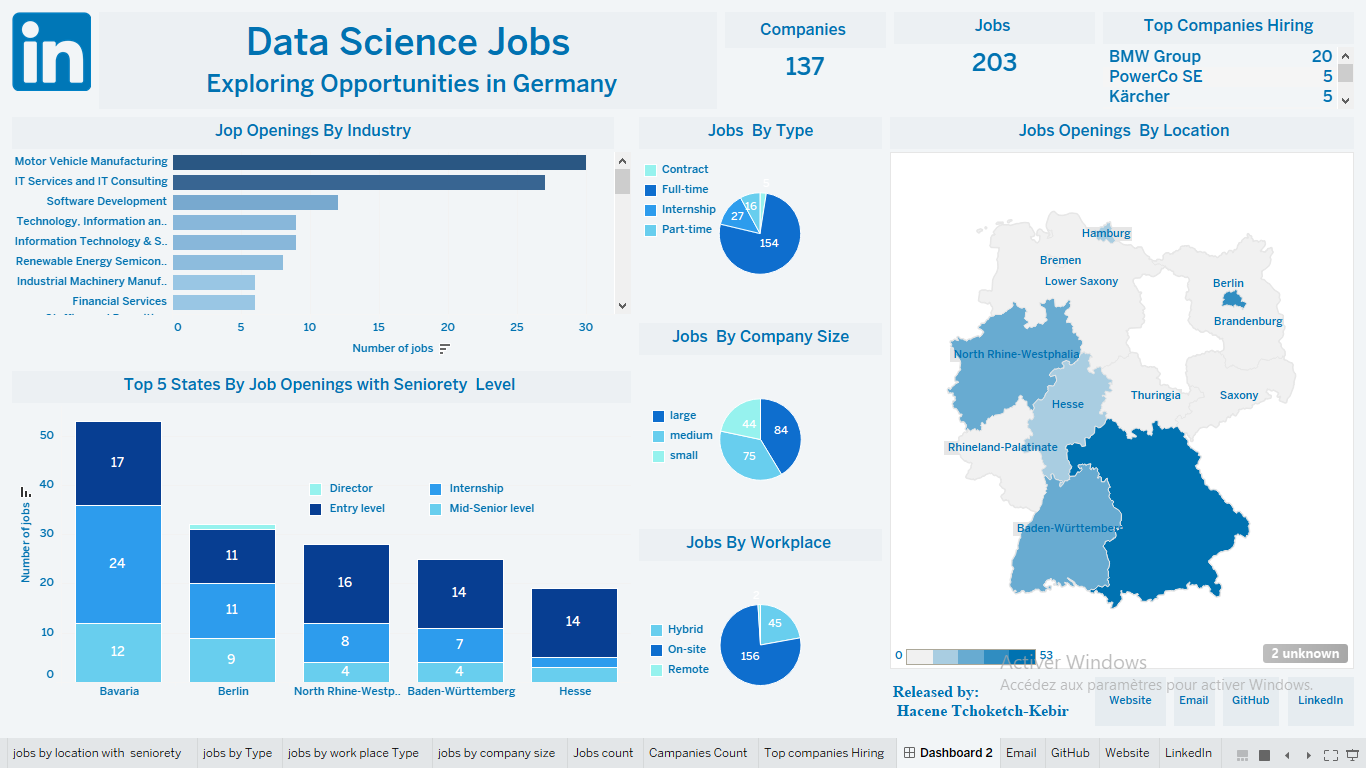 in
Data Science Jobs
Exploring Opportunities in Germany
Companies
137
Jobs
203
Top Companies Hiring
BMW Group 20
PowerCo SE 5
Kärcher 5
Jop Openings By Industry
Motor Vehicle Manufacturing
IT Services and IT Consulting
Software Development
Technology, Information an..
Information Technology & S..
Renewable Energy Semicon..
Industrial Machinery Manuf..
Financial Services
0 5 10 15 20 25 30
Number of jobs
Jobs By Type
Contract
Full-time
Internship
Part-time
16
27
154
Jobs By Company Size
large
medium
small
44
84
75
Jobs By Workplace
Hybrid
On-site
Remote
2
45
156
Top 5 States By Job Openings with Seniorety Level
Number of jobs
50
40
30
20
10
0
Director
Internship
Entry level
Mid-Senior level
17
24
12
11
11
9
16
8
4
14
7
4
14
Bavaria
Berlin
North Rhine-Westp..
Baden-Württemberg
Hesse
Jobs Openings By Location
Hamburg
Bremen
Lower Saxony
Berlin
Brandenburg
North Rhine-Westphalia
Hesse
Thuringia
Saxony
Rhineland-Palatinate
Baden-Württember
0 53
2 unknown
Activer Windows
Accédez aux paramètres pour activer Windows.
Released by:
Hacene Tchoketch-Kebir
Website
Email
GitHub
LinkedIn
jobs by location with seniorety
jobs by Type
jobs by work place Type
jobs by company size
Jobs count
Campanies Count
Top companies Hiring
Dashboard 2
Email
GitHub
Website
LinkedIn